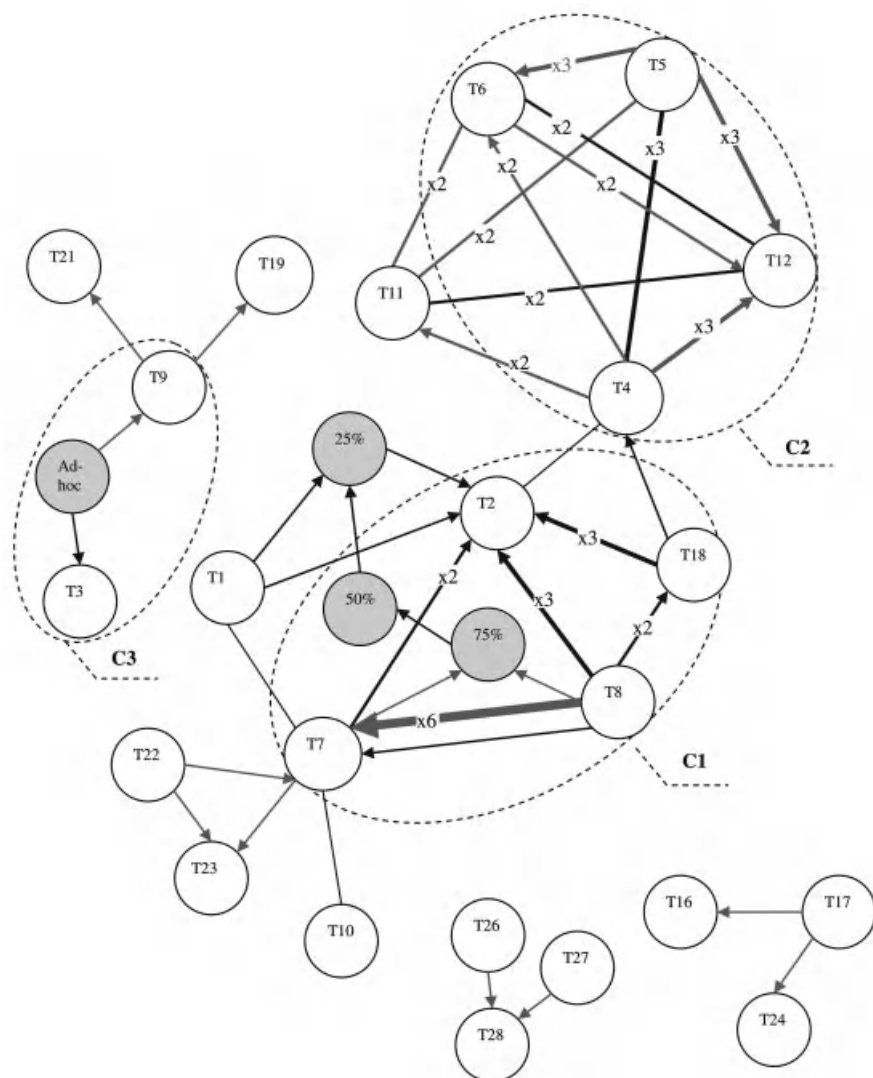 T5
x3
T6
x2
x3
x3
x2
x2
x2
x2
T21
T19
T12
T11
x2
x3
T9
x2
T4
25%
C2
Ad-
hoc
T2
x3
T18
T1
x2
T3
50%
x3
75%
x2
C3
T8
x6
T7
C1
T22
T23
T16
T17
T10
T26
T27
T24
T28